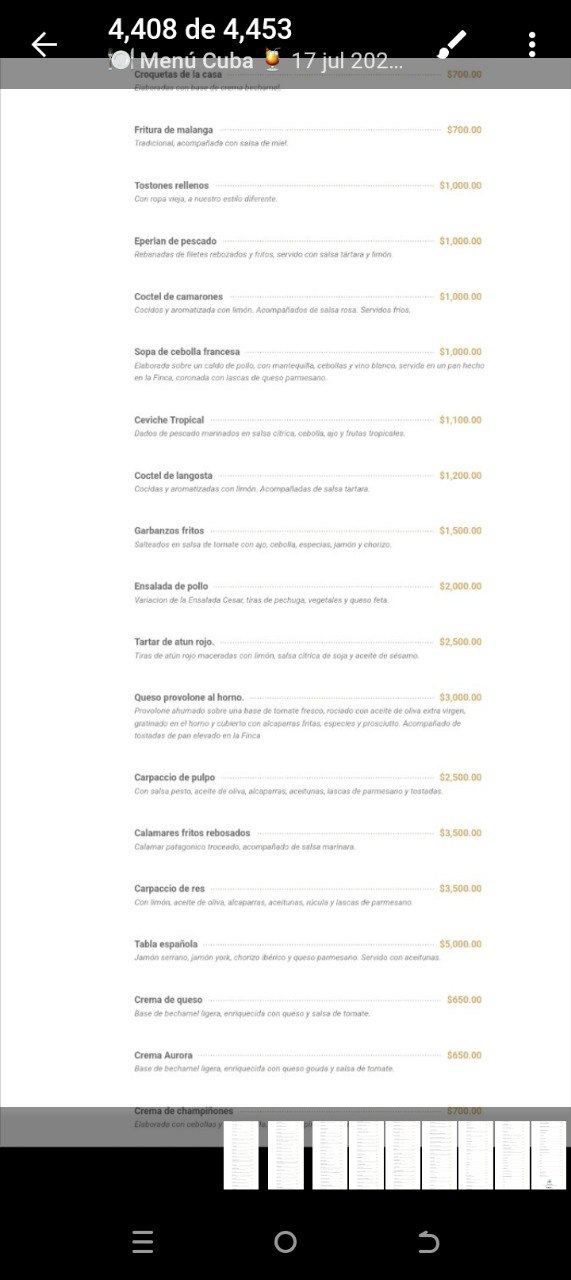 4,408 de 4,453
🍽️ Menú Cuba 🍹 17 jul 202...
Croquetas de la casa $700.00
Elaboradas con base de crema bechamel.
Fritura de malanga $700.00
Tradicional, acompañada con salsa de miel.
Tostones rellenos $1,000.00
Con ropa vieja, a nuestro estilo diferente.
Eperlan de pescado $1,000.00
Rebanadas de filetes rebozados y fritos, servido con salsa tártara y limón.
Coctel de camarones $1,000.00
Cocidos y aromatizada con limón. Acompañados de salsa rosa. Servidos fríos.
Sopa de cebolla francesa $1,000.00
Elaborada sobre un caldo de pollo, con mantequilla, cebollas y vino blanco, servida en un pan hecho
en la Finca, coronada con lascas de queso parmesano.
Ceviche Tropical $1,100.00
Dados de pescado marinados en salsa cítrica, cebolla, ajo y frutas tropicales.
Coctel de langosta $1,200.00
Cocidas y aromatizadas con limón. Acompañadas de salsa tartara.
Garbanzos fritos $1,500.00
Salteados en salsa de tomate con ajo, cebolla, especias, jamón y chorizo.
Ensalada de pollo $2,000.00
Variacion de la Ensalada Cesar, tiras de pechuga, vegetales y queso feta.
Tartar de atun rojo. $2,500.00
Tiras de atún rojo maceradas con limón, salsa cítrica de soja y aceite de sésamo.
Queso provolone al horno. $3,000.00
Provolone ahumado sobre una base de tomate fresco, rociado con aceite de oliva extra virgen,
gratinado en el horno y cubierto con alcaparras fritas, especies y prosciutto. Acompañado de
tostadas de pan elevado en la Finca
Carpaccio de pulpo $2,500.00
Con salsa pesto, aceite de oliva, alcaparras, aceitunas, lascas de parmesano y tostadas.
Calamares fritos rebosados $3,500.00
Calamar patagonico troceado, acompañado de salsa marinara.
Carpaccio de res $3,500.00
Con limón, aceite de oliva, alcaparras, aceitunas, rúcula y lascas de parmesano.
Tabla española $5,000.00
Jamón serrano, jamón york, chorizo ibérico y queso parmesano. Servido con aceitunas.
Crema de queso $650.00
Base de bechamel ligera, enriquecida con queso y salsa de tomate.
Crema Aurora $650.00
Base de bechamel ligera, enriquecida con queso gouda y salsa de tomate.
Crema de champiñones $700.00
Elaborada con cebollas y